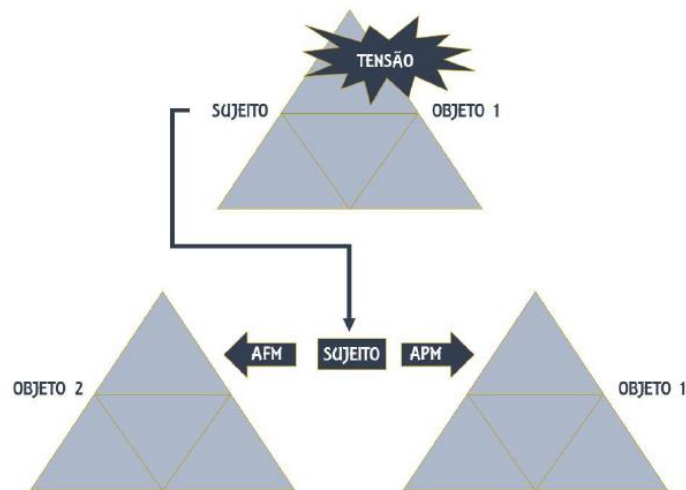 TENSÃO
SUJEITO
OBJETO 1
AFM
SUJEITO
APM
OBJETO 2
OBJETO 1